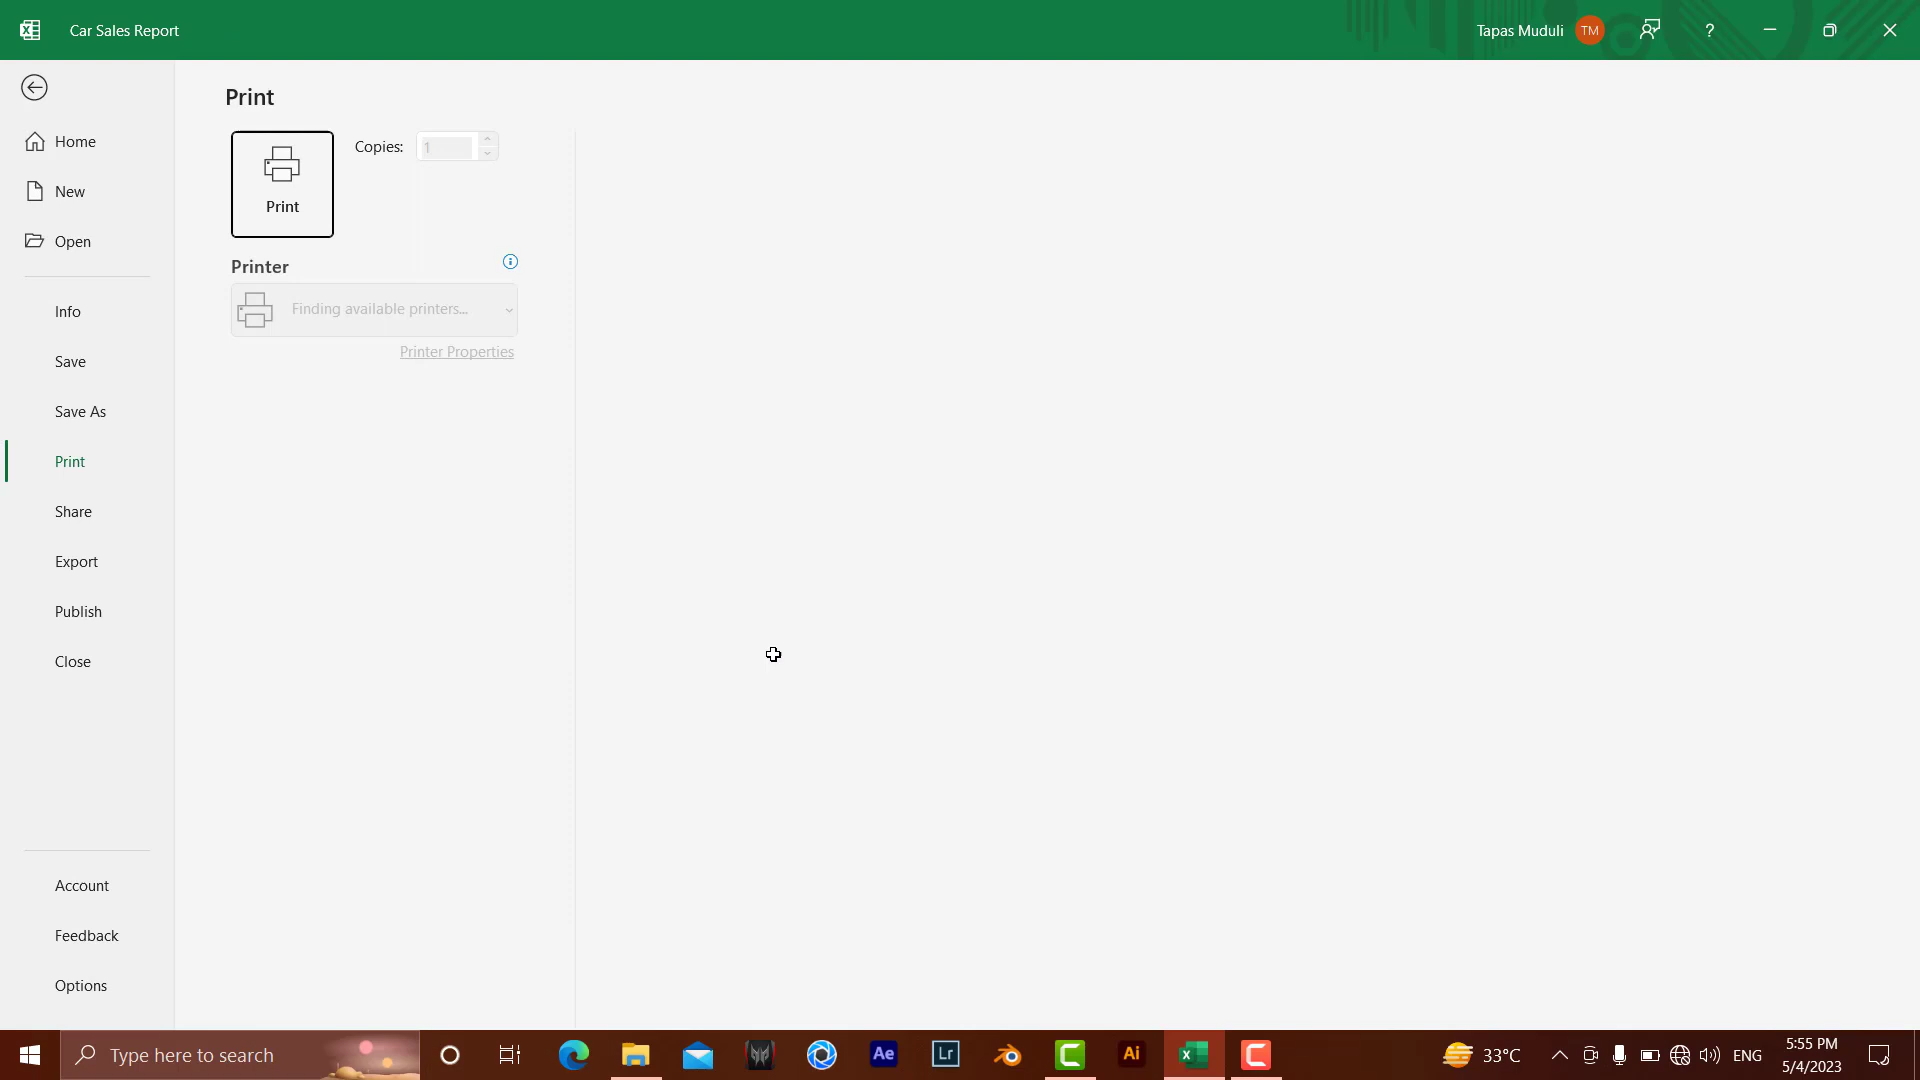 Car Sales Report
Tapas Muduli TM ?
Print
Home
New
Open
Info
Save
Save As
Print
Share
Export
Publish
Close
Account
Feedback
Options
Print
Copies: 1
Printer
Finding available printers...
Printer Properties
Type here to search
Ae
Lr
Ai
33°C
ENG
5:55 PM
5/4/2023